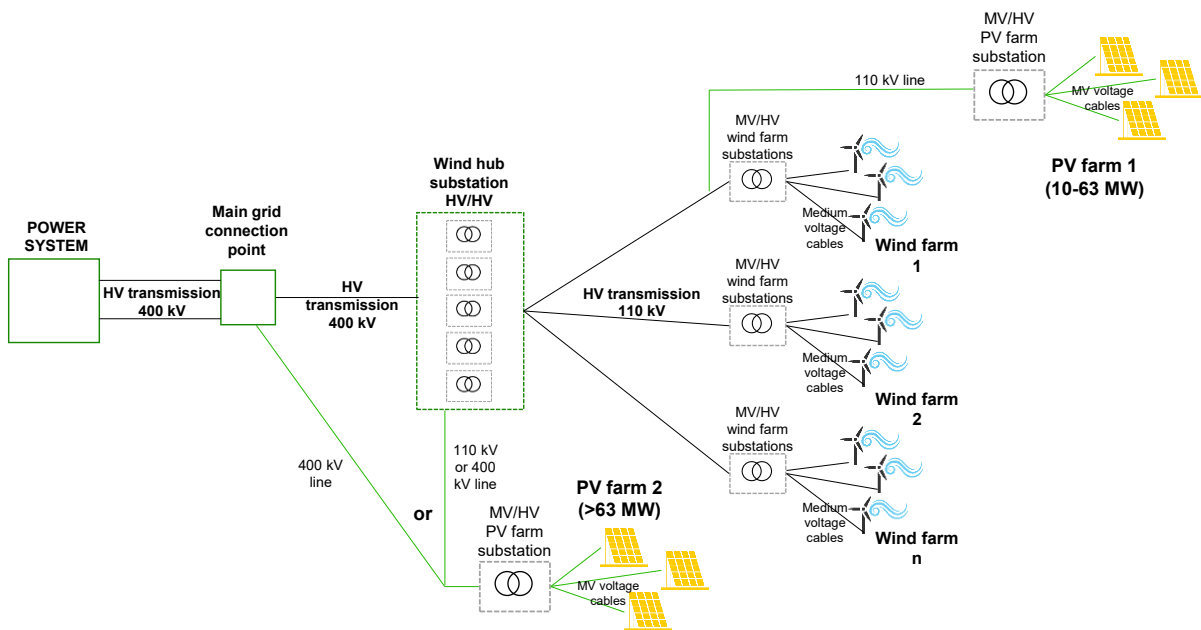 MV/HV
PV farm
substation
110 kV line
MV voltage
cables
PV farm 1
(10-63 MW)
MV/HV
wind farm
substations
Medium
voltage
cables
Wind farm
1
Wind hub
substation
HV/HV
Main grid
connection
point
POWER
SYSTEM
HV transmission
400 kV
HV
transmission
400 kV
HV transmission
110 kV
MV/HV
wind farm
substations
Medium
voltage
cables
Wind farm
2
MV/HV
wind farm
substations
Medium
voltage
cables
Wind farm
n
400 kV
line
or
110 kV
or 400
kV line
PV farm 2
(>63 MW)
MV/HV
PV farm
substation
MV voltage
cables